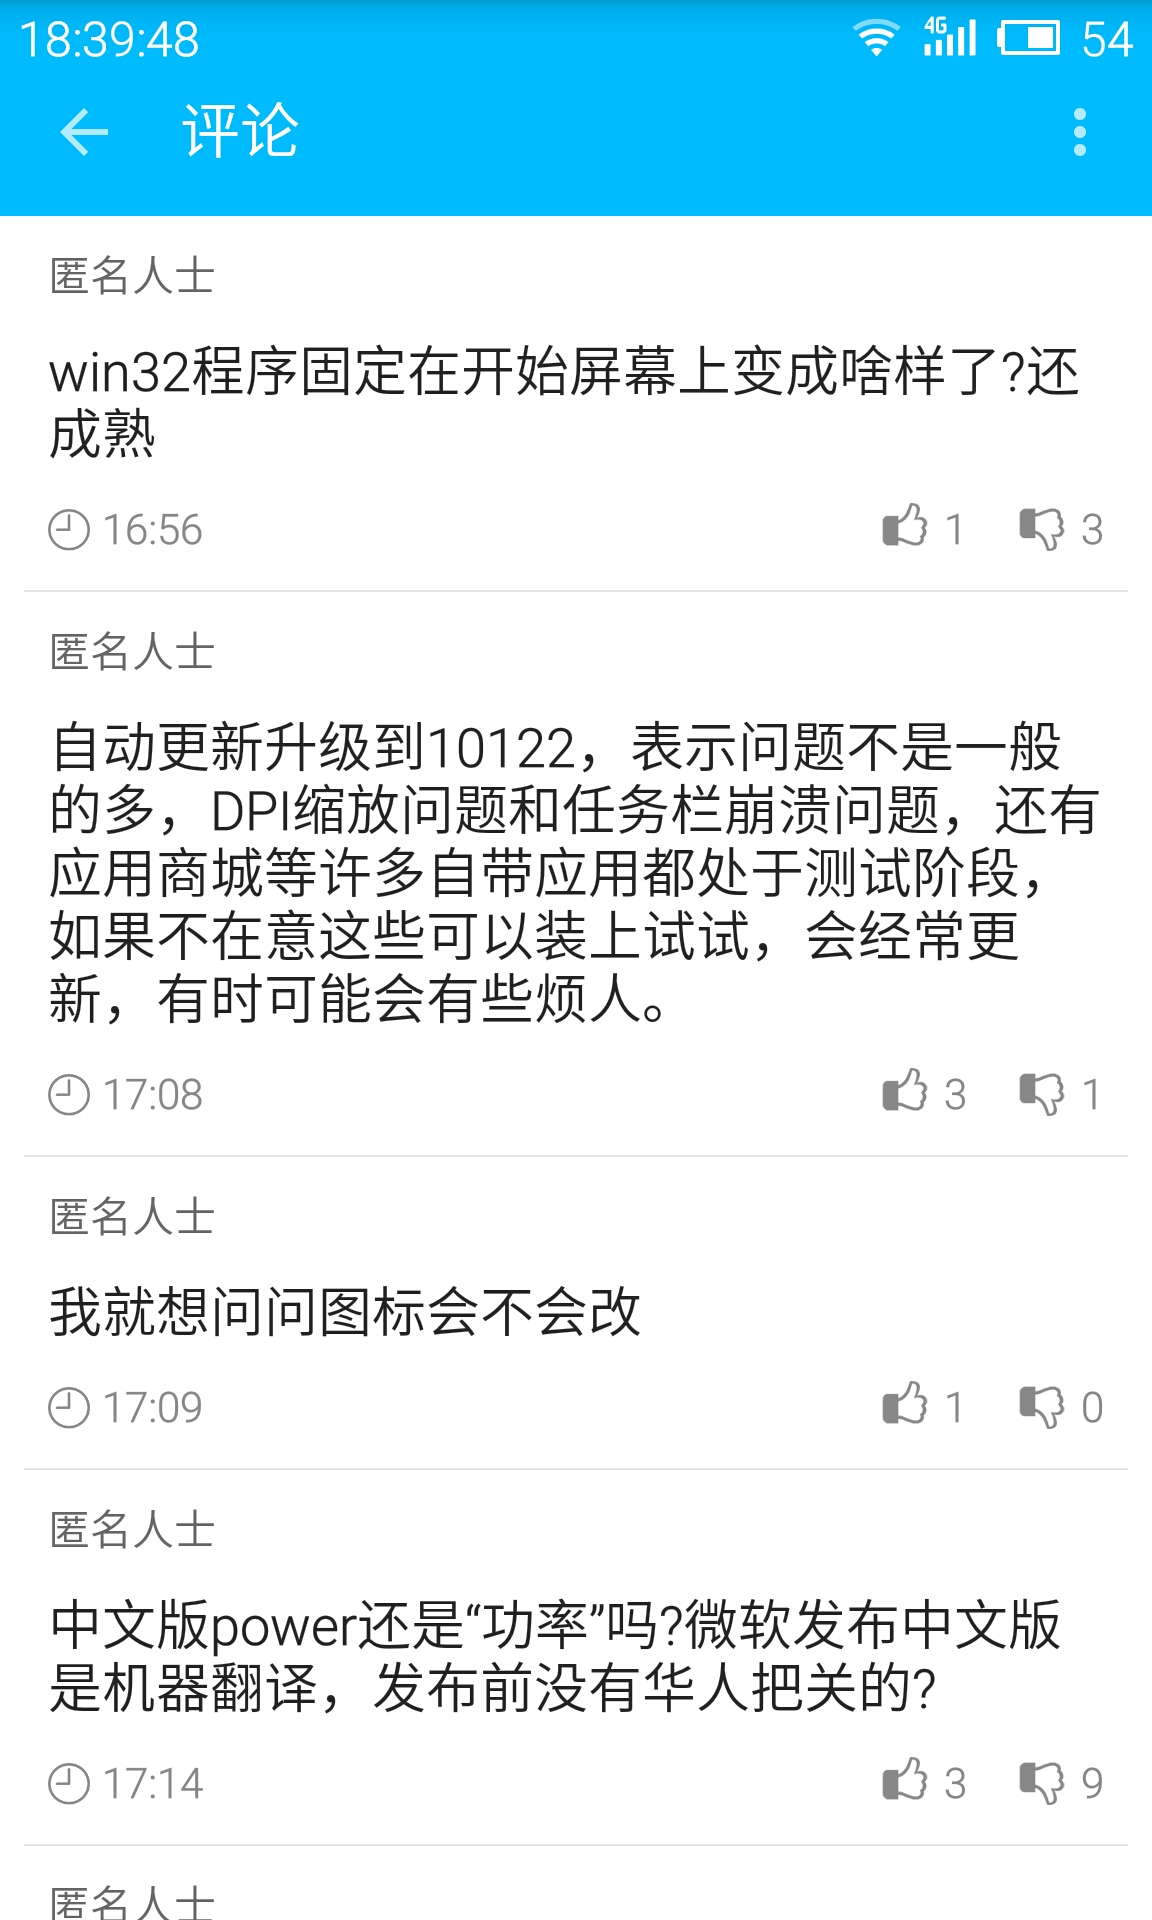 18:39:48 4G 54
评论
匿名人士
win32程序固定在开始屏幕上变成啥样了?还
成熟
16:56 1 3
匿名人士
自动更新升级到10122，表示问题不是一般
的多，DPI缩放问题和任务栏崩溃问题，还有
应用商城等许多自带应用都处于测试阶段，
如果不在意这些可以装上试试，会经常更
新，有时可能会有些烦人。
17:08 3 1
匿名人士
我就想问问图标会不会改
17:09 1 0
匿名人士
中文版power还是“功率”吗?微软发布中文版
是机器翻译，发布前没有华人把关的?
17:14 3 9
匿名人士